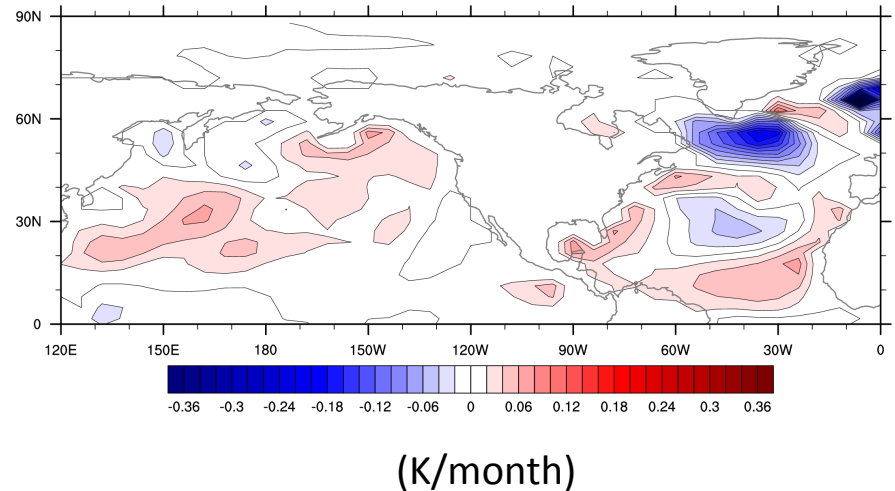 90N
60N
30N
0
120E 150E 180 150W 120W 90W 60W 30W 0
-0.36 -0.3 -0.24 -0.18 -0.12 -0.06 0 0.06 0.12 0.18 0.24 0.3 0.36
(K/month)